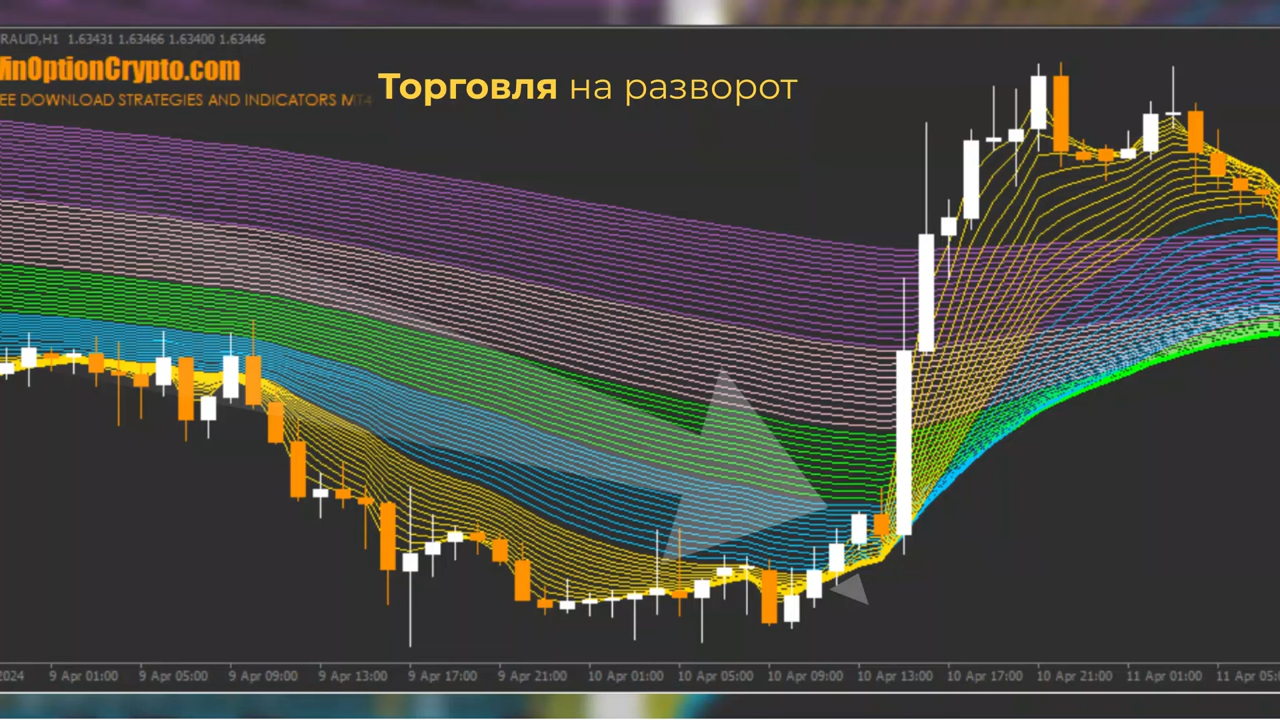 RAUD,H1 1.63431 1.63466 1.63400 1.63446
WinOptionCrypto.com
EE DOWNLOAD STRATEGIES AND INDICATORS MT4
Торговля на разворот
2024 9 Apr 01:00 9 Apr 05:00 9 Apr 09:00 9 Apr 13:00 9 Apr 17:00 9 Apr 21:00 10 Apr 01:00 10 Apr 05:00 10 Apr 09:00 10 Apr 13:00 10 Apr 17:00 10 Apr 21:00 11 Apr 01:00 11 Apr 05:0